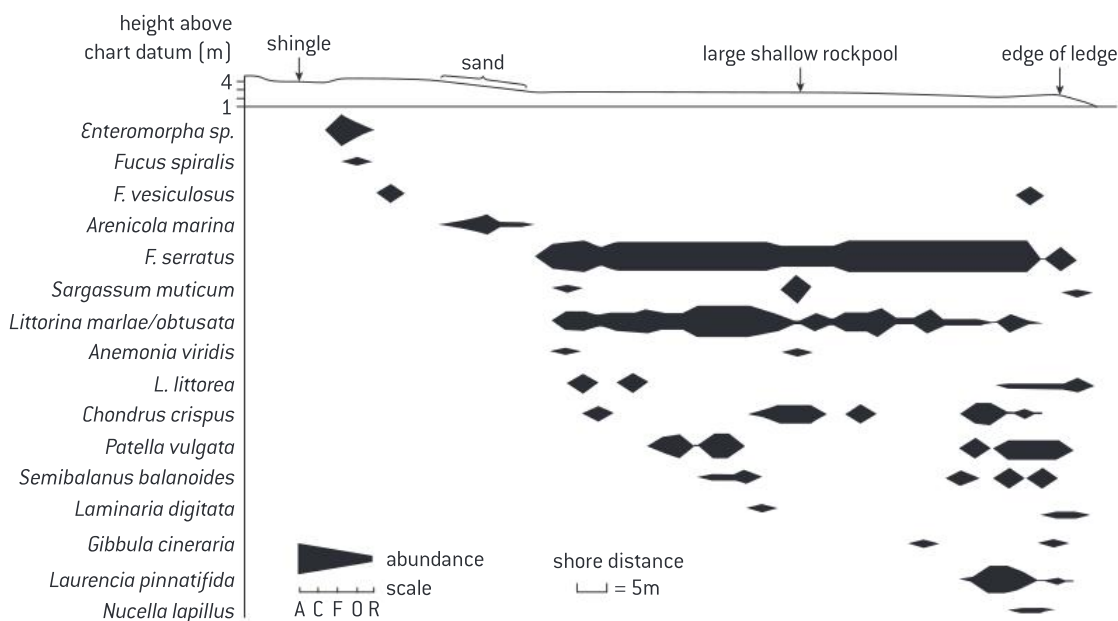 height above
chart datum (m)
shingle
sand
large shallow rockpool
edge of ledge
4
1
Enteromorpha sp.
Fucus spiralis
F. vesiculosus
Arenicola marina
F. serratus
Sargassum muticum
Littorina marlae/obtusata
Anemonia viridis
L. littorea
Chondrus crispus
Patella vulgata
Semibalanus balanoides
Laminaria digitata
Gibbula cineraria
Laurencia pinnatifida
Nucella lapillus
abundance
scale
A C F O R
shore distance
= 5m